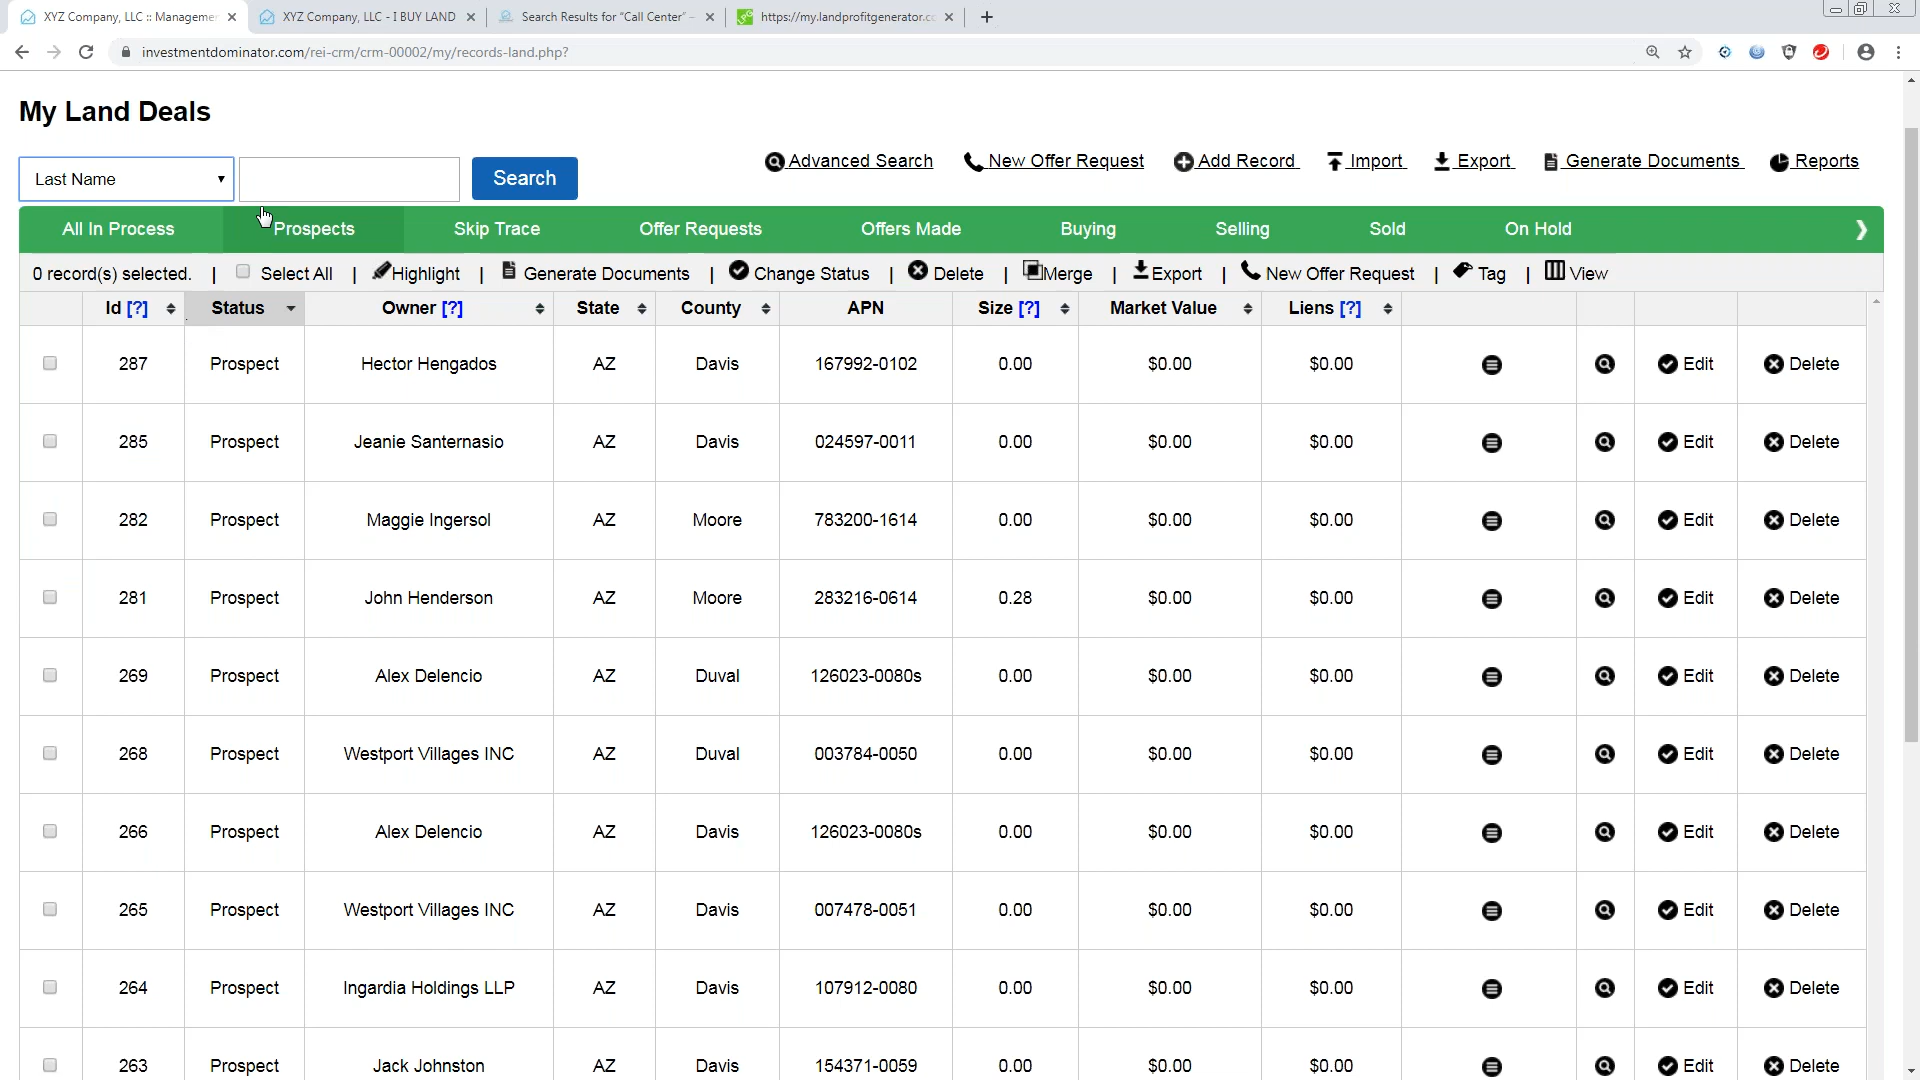 XYZ Company, LLC :: Managemen
XYZ Company, LLC - I BUY LAND
Search Results for "Call Center" –
https://my.landprofitgenerator.co
investmentdominator.com/rei-crm/crm-00002/my/records-land.php?
My Land Deals
Last Name
Search
Advanced Search
New Offer Request
Add Record
Import
Export
Generate Documents
Reports
All In Process Prospects Skip Trace Offer Requests Offers Made Buying Selling Sold On Hold
0 record(s) selected. | Select All | Highlight | Generate Documents | Change Status | Delete | Merge | Export | New Offer Request | Tag | View
Id [?] Status Owner [?] State County APN Size [?] Market Value Liens [?]
287 Prospect Hector Hengados AZ Davis 167992-0102 0.00 $0.00 $0.00 Edit Delete
285 Prospect Jeanie Santernasio AZ Davis 024597-0011 0.00 $0.00 $0.00 Edit Delete
282 Prospect Maggie Ingersol AZ Moore 783200-1614 0.00 $0.00 $0.00 Edit Delete
281 Prospect John Henderson AZ Moore 283216-0614 0.28 $0.00 $0.00 Edit Delete
269 Prospect Alex Delencio AZ Duval 126023-0080s 0.00 $0.00 $0.00 Edit Delete
268 Prospect Westport Villages INC AZ Duval 003784-0050 0.00 $0.00 $0.00 Edit Delete
266 Prospect Alex Delencio AZ Davis 126023-0080s 0.00 $0.00 $0.00 Edit Delete
265 Prospect Westport Villages INC AZ Davis 007478-0051 0.00 $0.00 $0.00 Edit Delete
264 Prospect Ingardia Holdings LLP AZ Davis 107912-0080 0.00 $0.00 $0.00 Edit Delete
263 Prospect Jack Johnston AZ Davis 154371-0059 0.00 $0.00 $0.00 Edit Delete